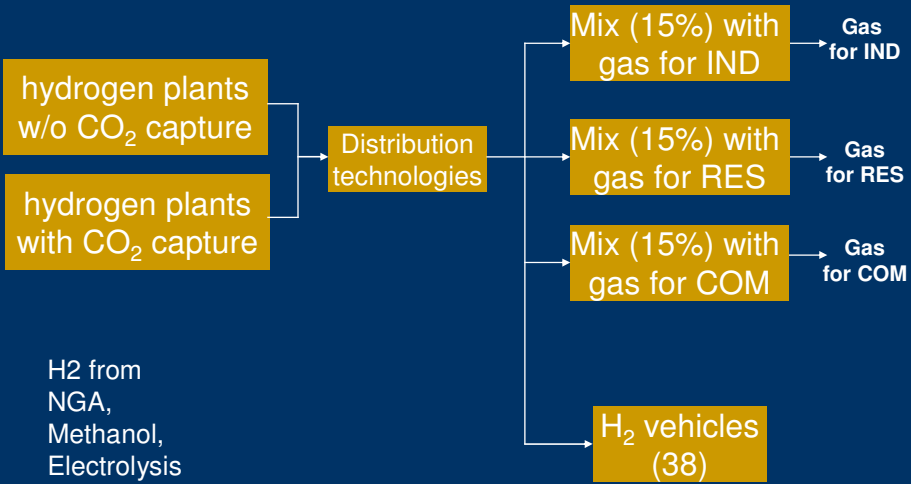 hydrogen plants
w/o CO₂ capture
hydrogen plants
with CO₂ capture
Distribution
technologies
Mix (15%) with
gas for IND
Gas
for IND
Mix (15%) with
gas for RES
Gas
for RES
Mix (15%) with
gas for COM
Gas
for COM
H₂ vehicles
(38)
H2 from
NGA,
Methanol,
Electrolysis